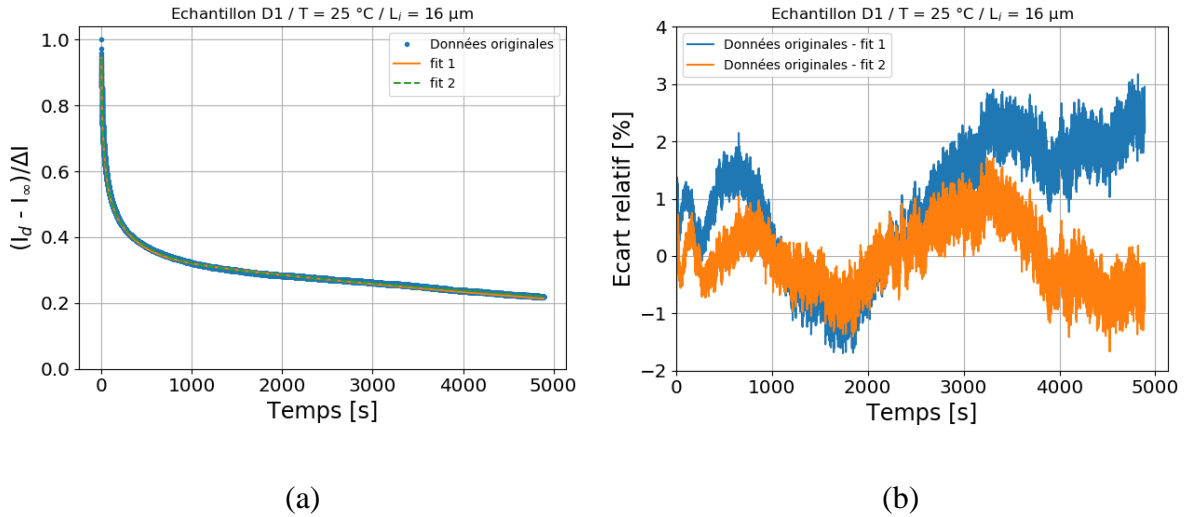 Echantillon D1 / T = 25 °C / Lᵢ = 16 µm
(I_d - I_∞)/ΔI
1.0
0.8
0.6
0.4
0.2
0.0
Données originales
fit 1
fit 2
0 1000 2000 3000 4000 5000
Temps [s]
(a)
Echantillon D1 / T = 25 °C / Lᵢ = 16 µm
Ecart relatif [%]
4
3
2
1
0
−1
−2
Données originales - fit 1
Données originales - fit 2
0 1000 2000 3000 4000 5000
Temps [s]
(b)